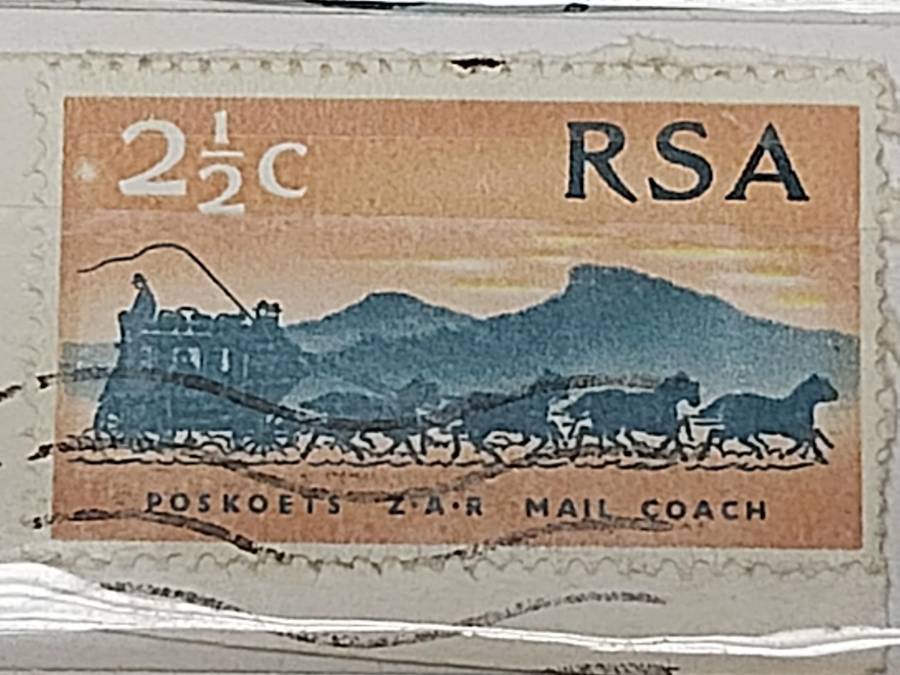 2½c RSA
POSKOETS Z·A·R MAIL COACH